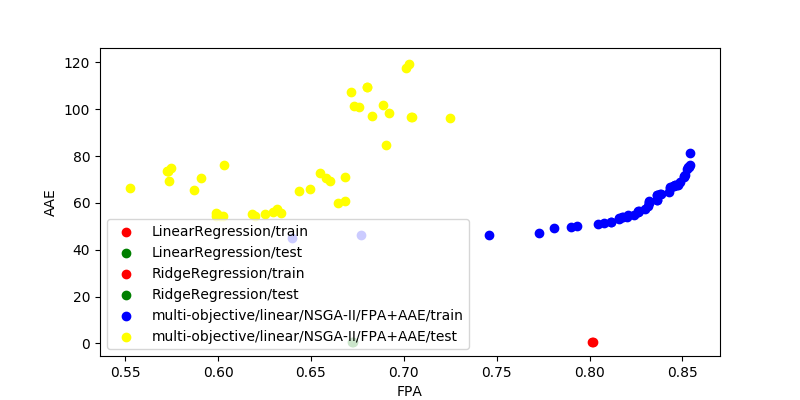 120
100
80
60
40
20
0
AAE
LinearRegression/train
LinearRegression/test
RidgeRegression/train
RidgeRegression/test
multi-objective/linear/NSGA-II/FPA+AAE/train
multi-objective/linear/NSGA-II/FPA+AAE/test
0.55 0.60 0.65 0.70 0.75 0.80 0.85
FPA